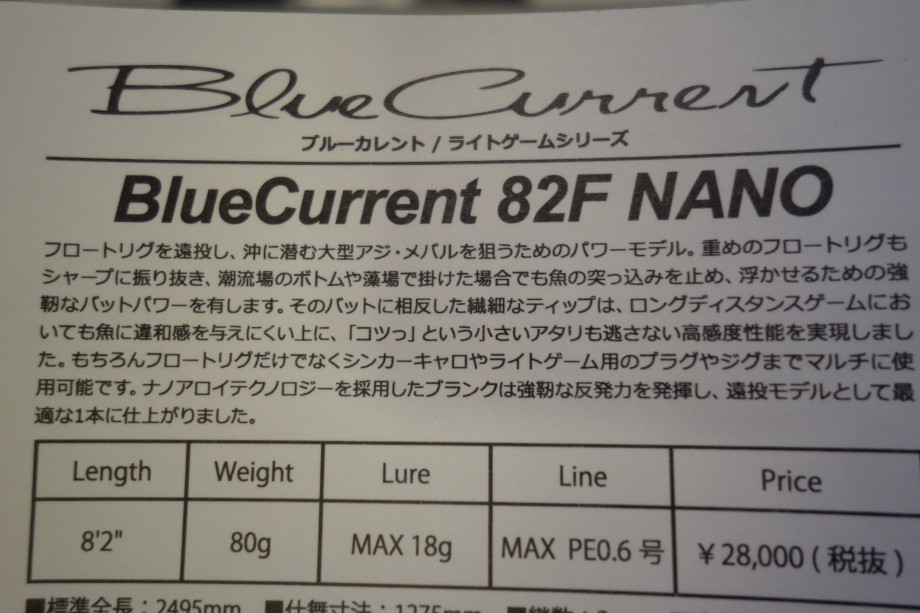 BlueCurrent
ブルーカレント / ライトゲームシリーズ
BlueCurrent 82F NANO
フロートリグを遠投し、沖に潜む大型アジ・メバルを狙うためのパワーモデル。重めのフロートリグも
シャープに振り抜き、潮流場のボトムや藻場で掛けた場合でも魚の突っ込みを止め、浮かせるための強
靭なバットパワーを有します。そのバットに相反した繊細なティップは、ロングディスタンスゲームにお
いても魚に違和感を与えにくい上に、「コツっ」という小さいアタリも逃さない高感度性能を実現しまし
た。もちろんフロートリグだけでなくシンカーキャロやライトゲーム用のプラグやジグまでマルチに使
用可能です。ナノアロイテクノロジーを採用したブランクは強靭な反発力を発揮し、遠投モデルとして最
適な1本に仕上がりました。
Length Weight Lure Line Price
8'2" 80g MAX 18g MAX PE0.6号 ￥28,000 (税抜)
■標準全長：2495mm ■仕舞寸法：1275mm